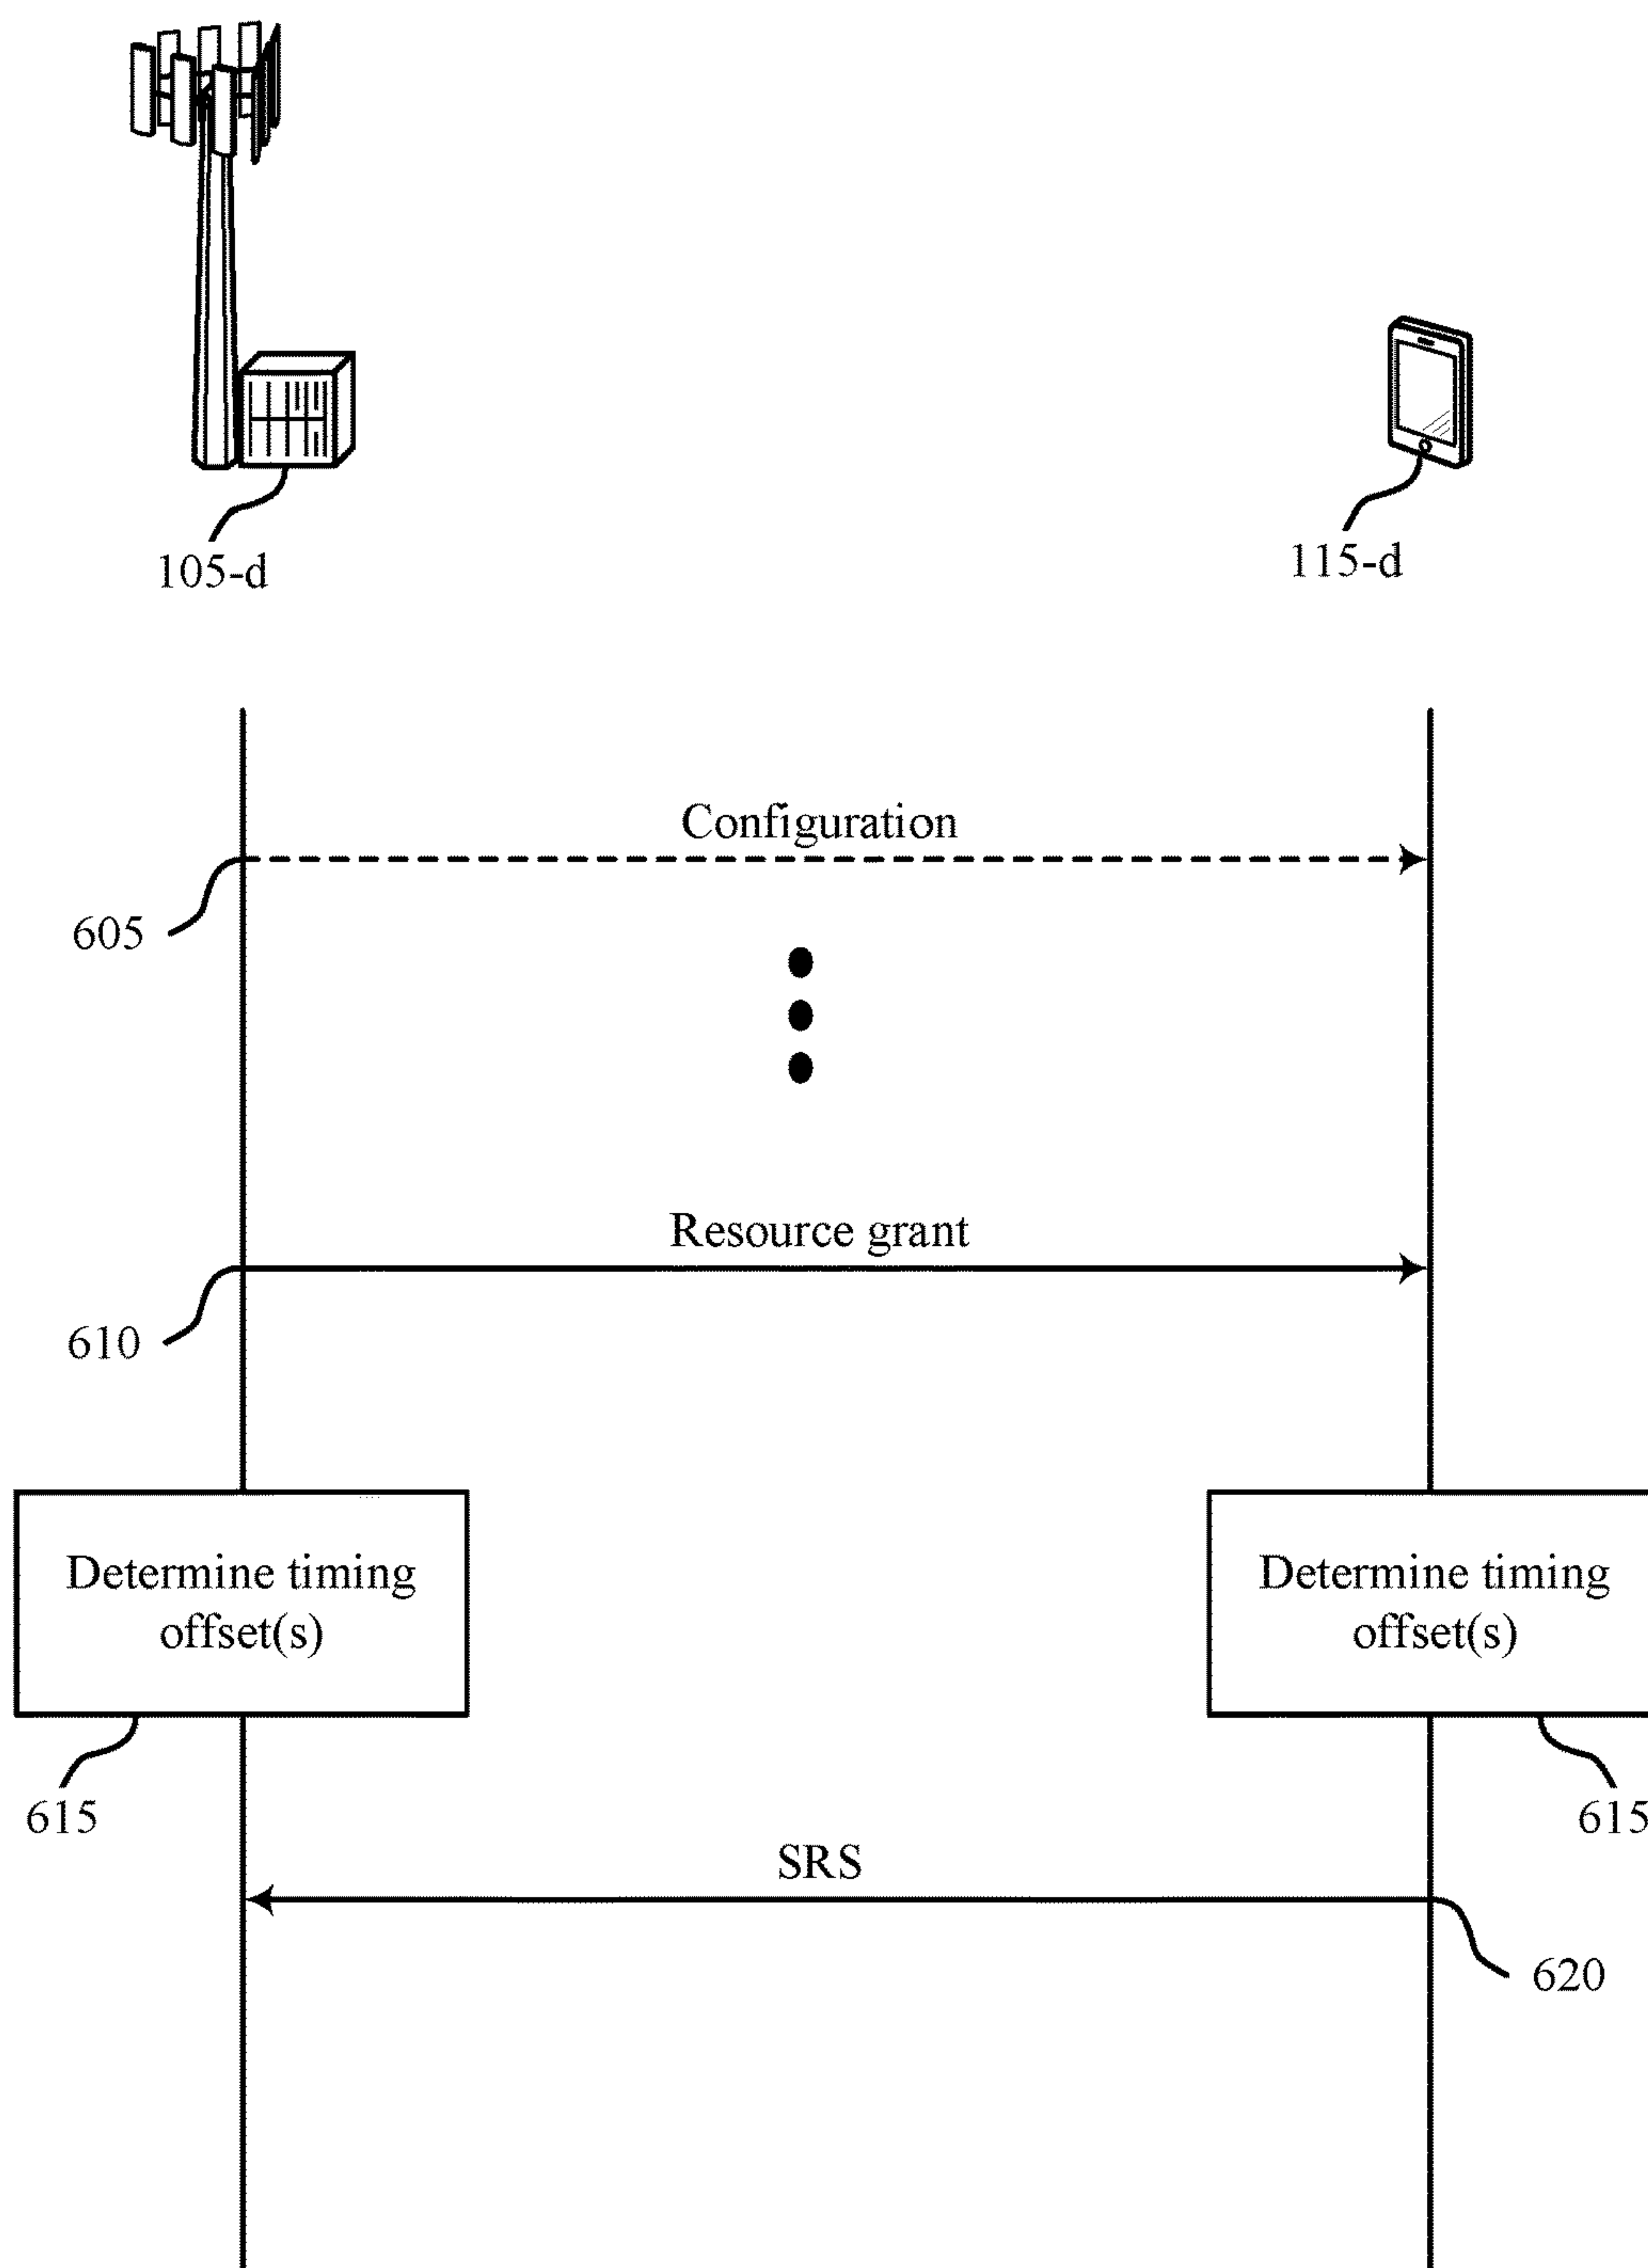 105-d
115-d
Configuration
605
Resource grant
610
Determine timing
offset(s)
Determine timing
offset(s)
615
615
SRS
620